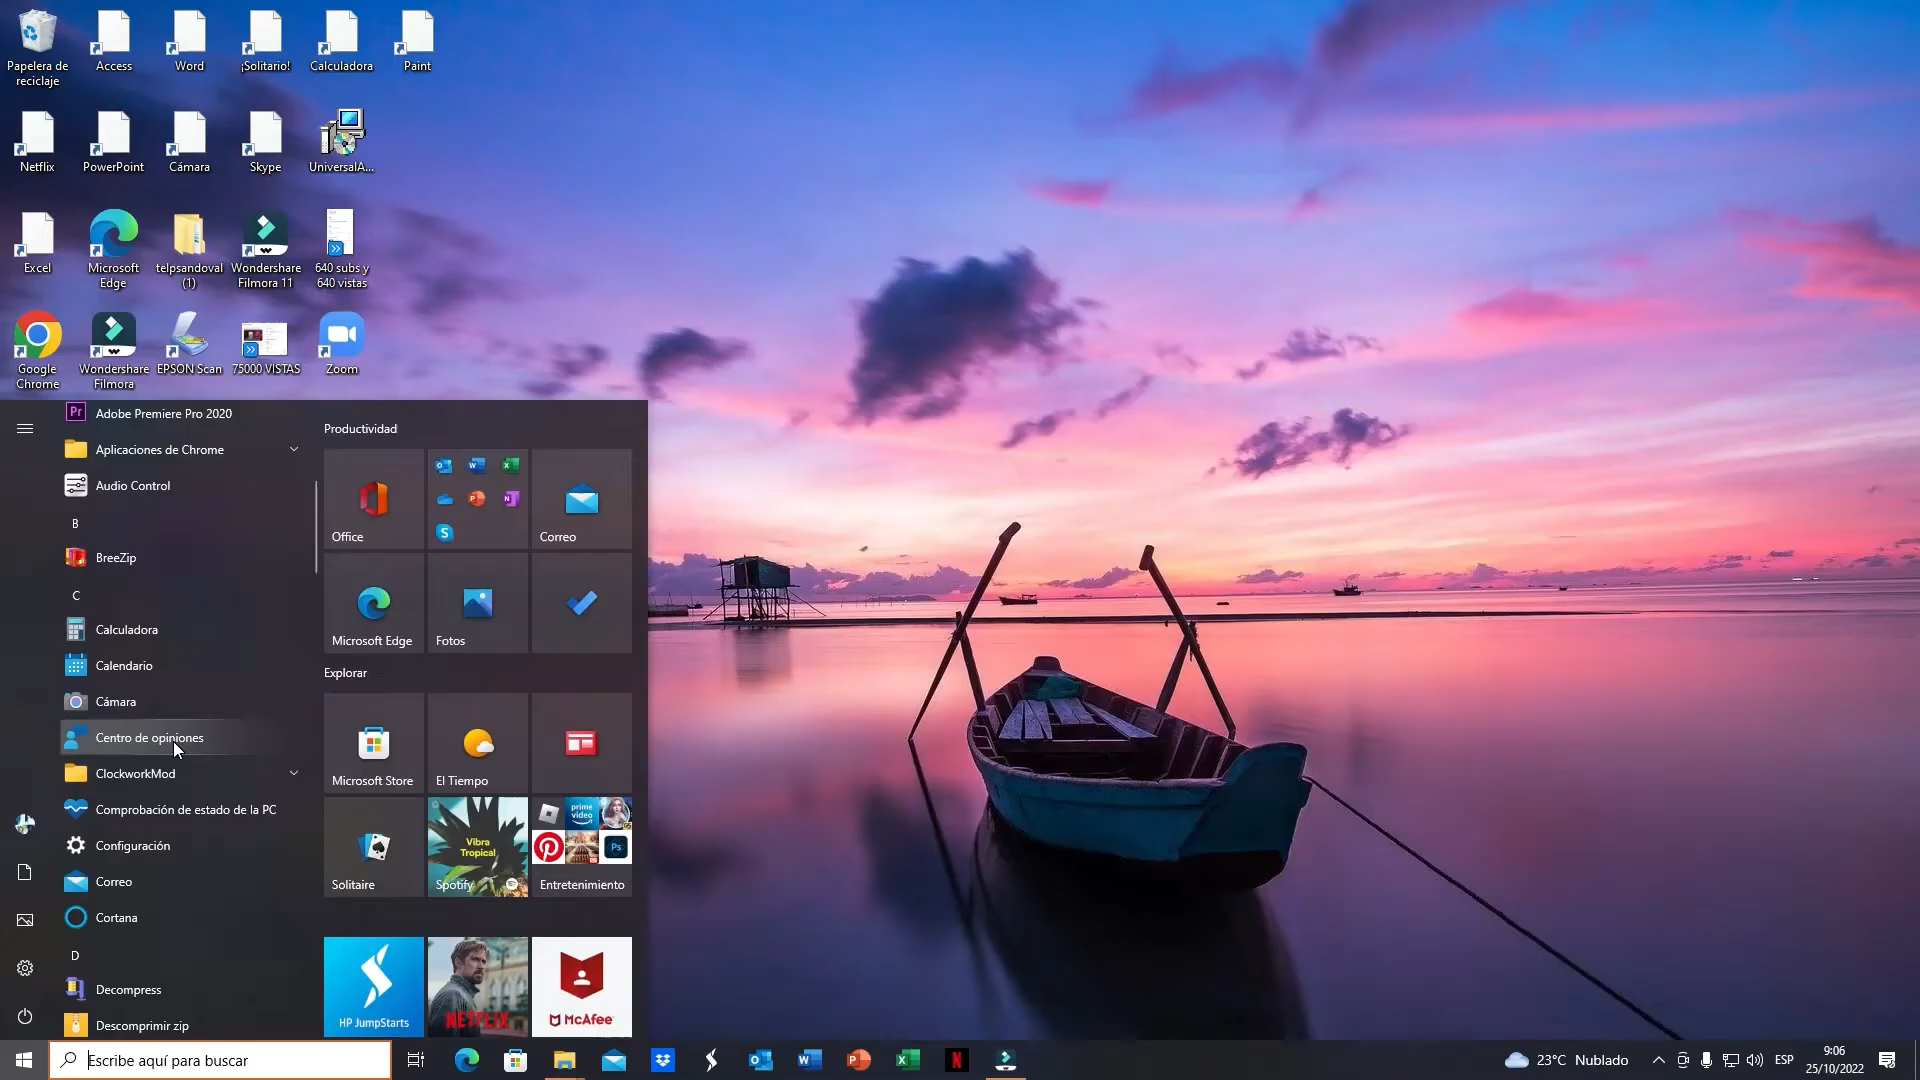 Papelera de
reciclaje
Access
Word
¡Solitario!
Calculadora
Paint
Netflix
PowerPoint
Cámara
Skype
UniversalA...
Excel
Microsoft
Edge
telpsandoval
(1)
Wondershare
Filmora 11
640 subs y
640 vistas
Google
Chrome
Wondershare
Filmora
EPSON Scan
75000 VISTAS
Zoom
Pr
Adobe Premiere Pro 2020
Aplicaciones de Chrome
Audio Control
B
BreeZip
C
Calculadora
Calendario
Cámara
Centro de opiniones
ClockworkMod
Comprobación de estado de la PC
Configuración
Correo
Cortana
D
Decompress
Descomprimir zip
Productividad
Office
Correo
Microsoft Edge
Fotos
Explorar
Microsoft Store
El Tiempo
Solitaire
Vibra
Tropical
Spotify
prime
video
Ps
Entretenimiento
HP JumpStarts
NETFLIX
McAfee
Escribe aquí para buscar
23°C Nublado
ESP
9:06
25/10/2022